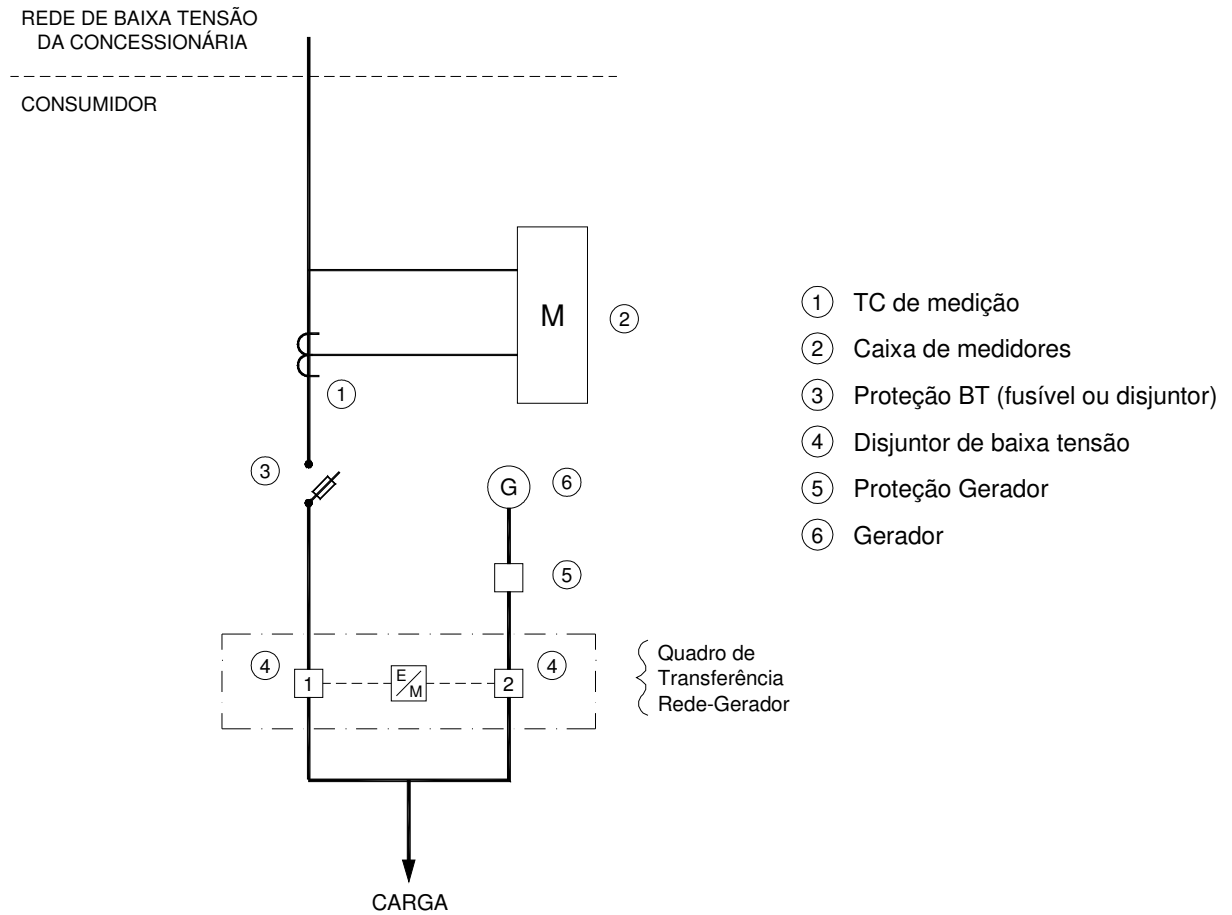 REDE DE BAIXA TENSÃO
DA CONCESSIONÁRIA
CONSUMIDOR
M
2
1
3
G
6
5
4
1
E/M
2
4
Quadro de
Transferência
Rede-Gerador
CARGA
1 TC de medição
2 Caixa de medidores
3 Proteção BT (fusível ou disjuntor)
4 Disjuntor de baixa tensão
5 Proteção Gerador
6 Gerador